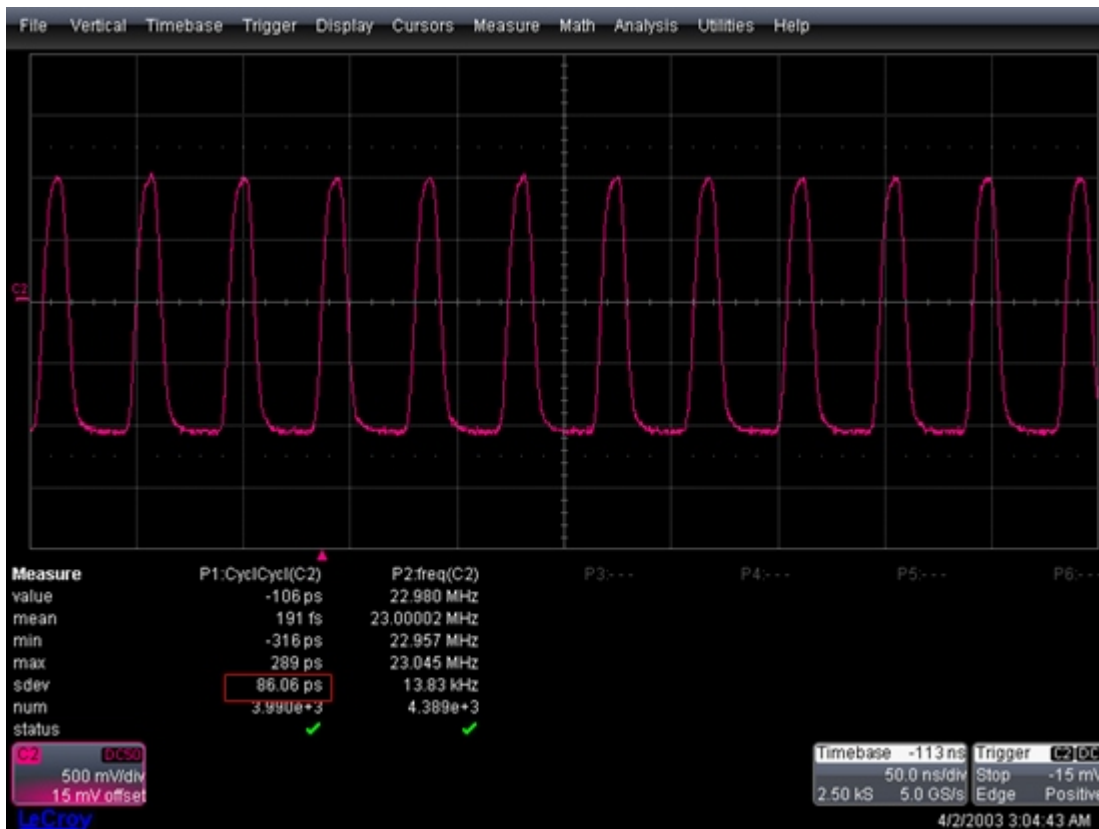 File Vertical Timebase Trigger Display Cursors Measure Math Analysis Utilities Help
C2
Measure P1:CyclCycl(C2) P2:freq(C2) P3:- - - P4:- - - P5:- - - P6:- -
value -106 ps 22.980 MHz
mean 191 fs 23.00002 MHz
min -316 ps 22.957 MHz
max 289 ps 23.045 MHz
sdev 86.06 ps 13.83 kHz
num 3.990e+3 4.389e+3
status
C2 DC50
500 mV/div
15 mV offset
Timebase -113 ns
50.0 ns/div
2.50 kS 5.0 GS/s
Trigger C2 DC
Stop -15 mV
Edge Positive
LeCroy
4/2/2003 3:04:43 AM